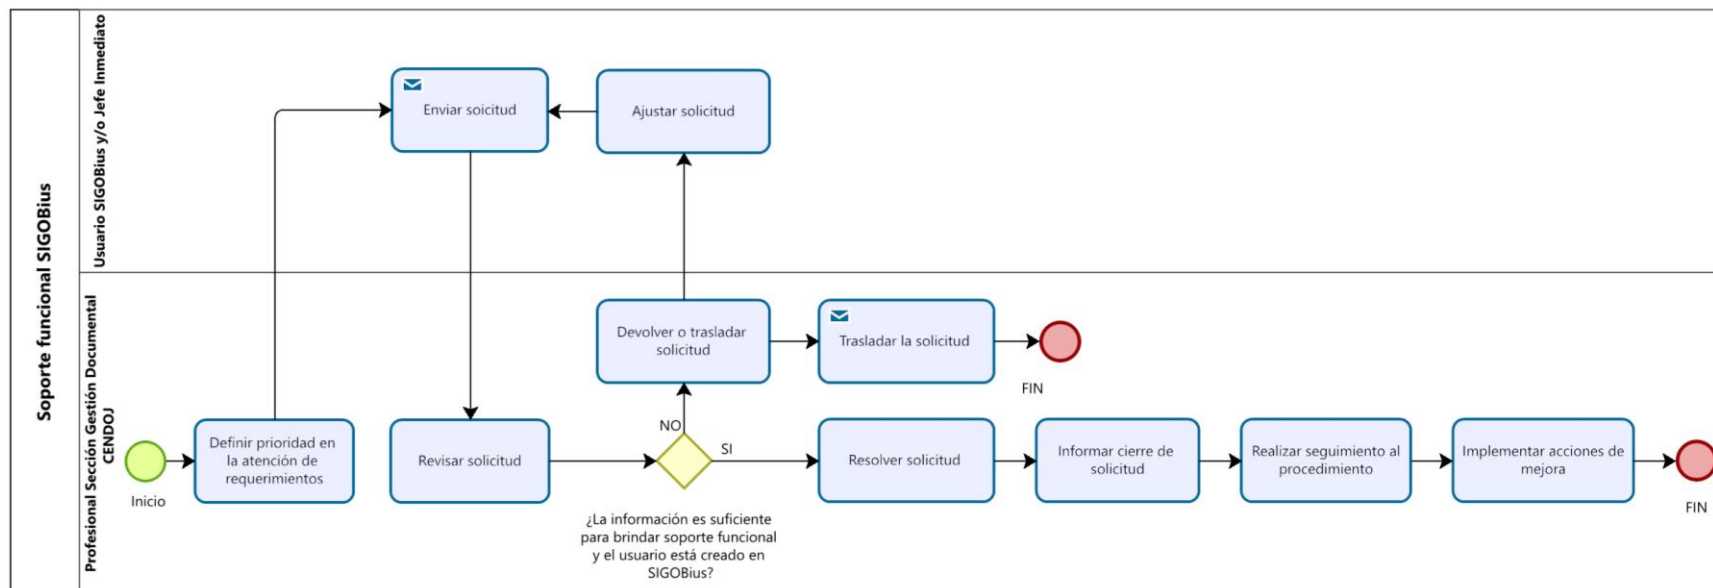 Soporte funcional SIGOBius
Usuario SIGOBius y/o Jefe Inmediato
Enviar soicitud
Ajustar solicitud
Profesional Sección Gestión Documental
CENDOJ
Inicio
Definir prioridad en
la atención de
requerimientos
Revisar solicitud
¿La información es suficiente
para brindar soporte funcional
y el usuario está creado en
SIGOBius?
NO
Devolver o trasladar
solicitud
Trasladar la solicitud
FIN
SI
Resolver solicitud
Informar cierre de
solicitud
Realizar seguimiento al
procedimiento
Implementar acciones de
mejora
FIN